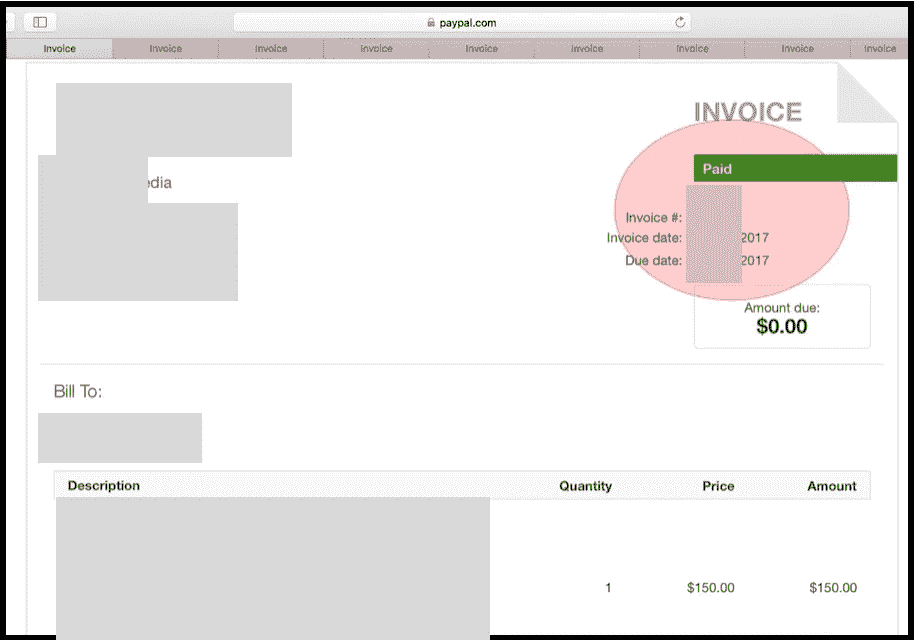 paypal.com
Invoice Invoice Invoice Invoice Invoice Invoice Invoice Invoice Invoice
INVOICE
Paid
edia
Invoice #:
Invoice date: 2017
Due date: 2017
Amount due:
$0.00
Bill To:
Description Quantity Price Amount
1 $150.00 $150.00